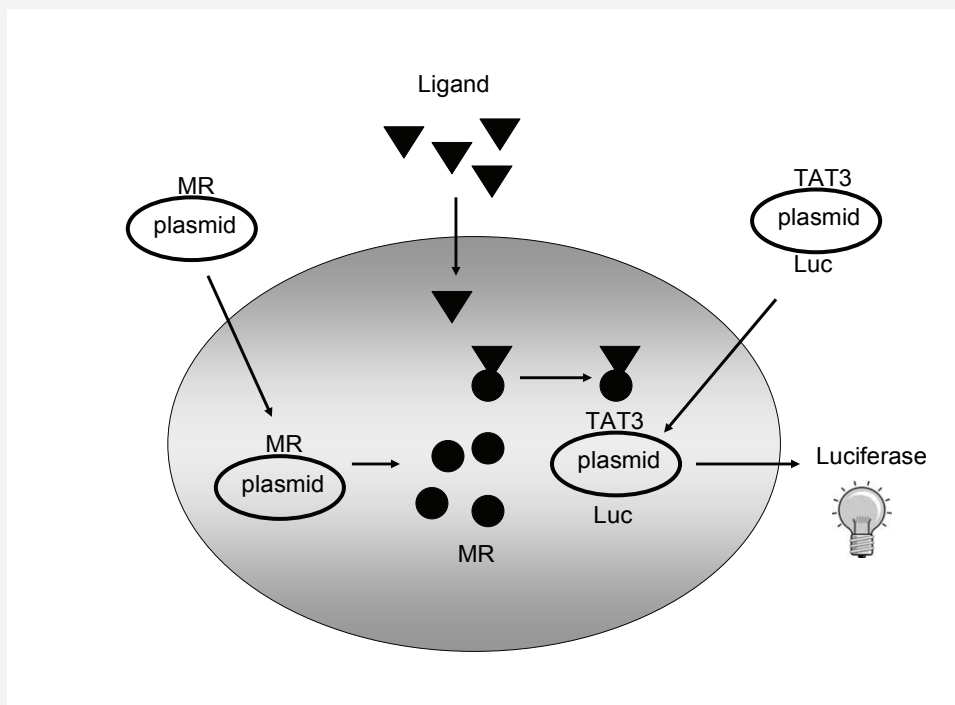 Ligand
MR
plasmid
TAT3
plasmid
Luc
TAT3
plasmid
Luc
MR
plasmid
MR
Luciferase